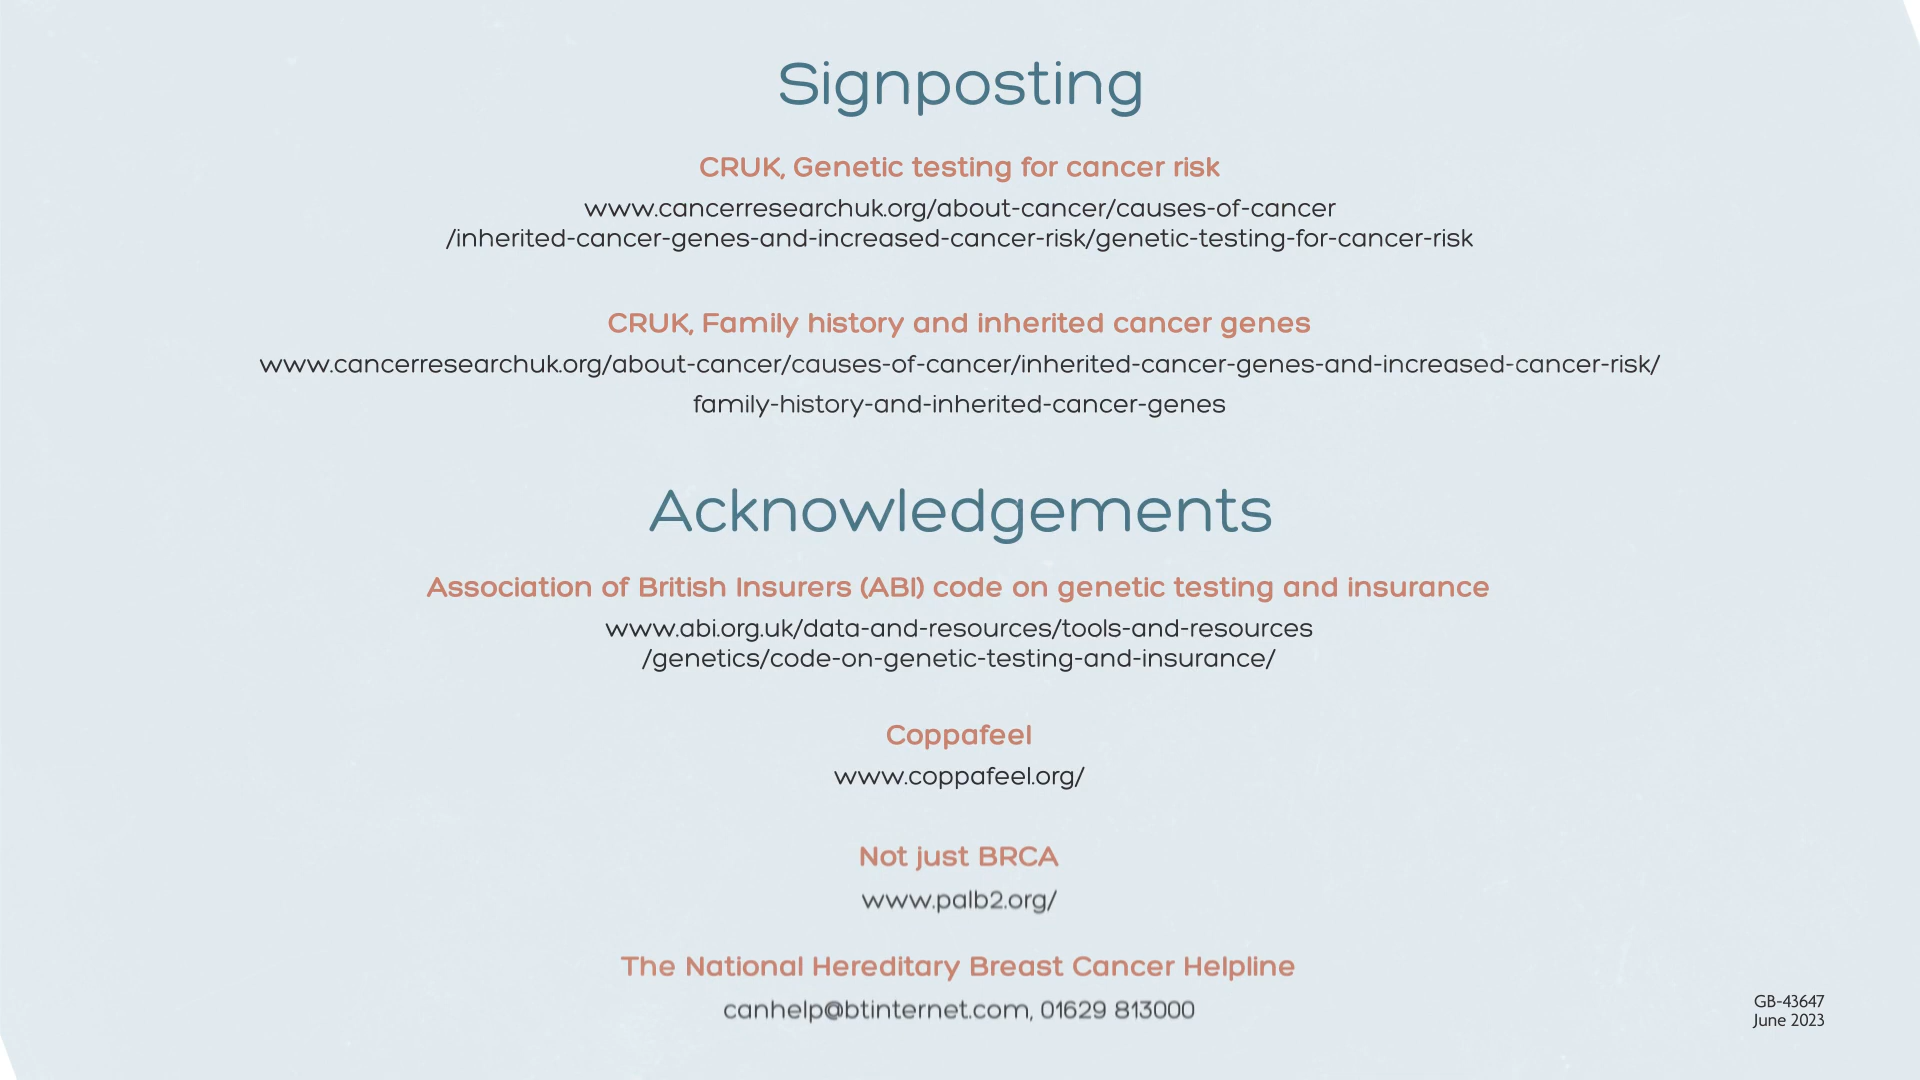 Signposting
CRUK, Genetic testing for cancer risk
www.cancerresearchuk.org/about-cancer/causes-of-cancer
/inherited-cancer-genes-and-increased-cancer-risk/genetic-testing-for-cancer-risk
CRUK, Family history and inherited cancer genes
www.cancerresearchuk.org/about-cancer/causes-of-cancer/inherited-cancer-genes-and-increased-cancer-risk/
family-history-and-inherited-cancer-genes
Acknowledgements
Association of British Insurers (ABI) code on genetic testing and insurance
www.abi.org.uk/data-and-resources/tools-and-resources
/genetics/code-on-genetic-testing-and-insurance/
Coppafeel
www.coppafeel.org/
Not just BRCA
www.palb2.org/
The National Hereditary Breast Cancer Helpline
canhelp@btinternet.com, 01629 813000
GB-43647
June 2023